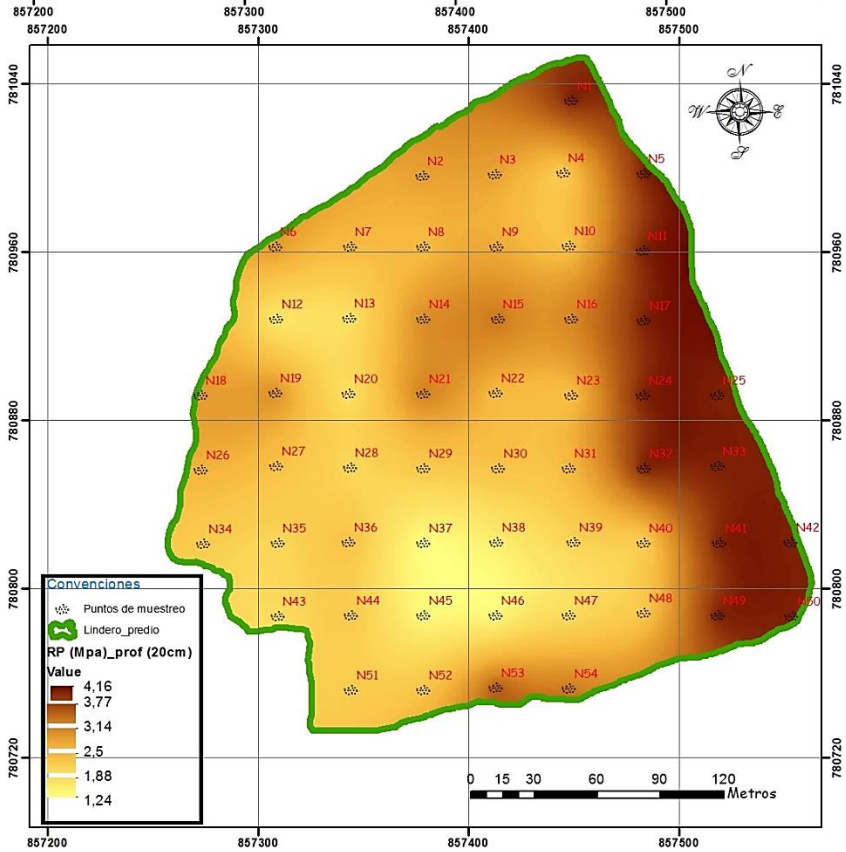 857200 857300 857400 857500
857200 857300 857400 857500
781040 781040
N
W E
S
N1
N2 N3 N4 N5
N6 N7 N8 N9 N10 N11
780960 780960
N12 N13 N14 N15 N16 N17
N18 N19 N20 N21 N22 N23 N24 N25
780880 780880
N26 N27 N28 N29 N30 N31 N32 N33
N34 N35 N36 N37 N38 N39 N40 N41 N42
780800 780800
N43 N44 N45 N46 N47 N48 N49 N50
N51 N52 N53 N54
780720 780720
Convenciones
Puntos de muestreo
Lindero_predio
RP (Mpa)_prof (20cm)
Value
4,16
3,77
3,14
2,5
1,88
1,24
0 15 30 60 90 120
Metros
857200 857300 857400 857500